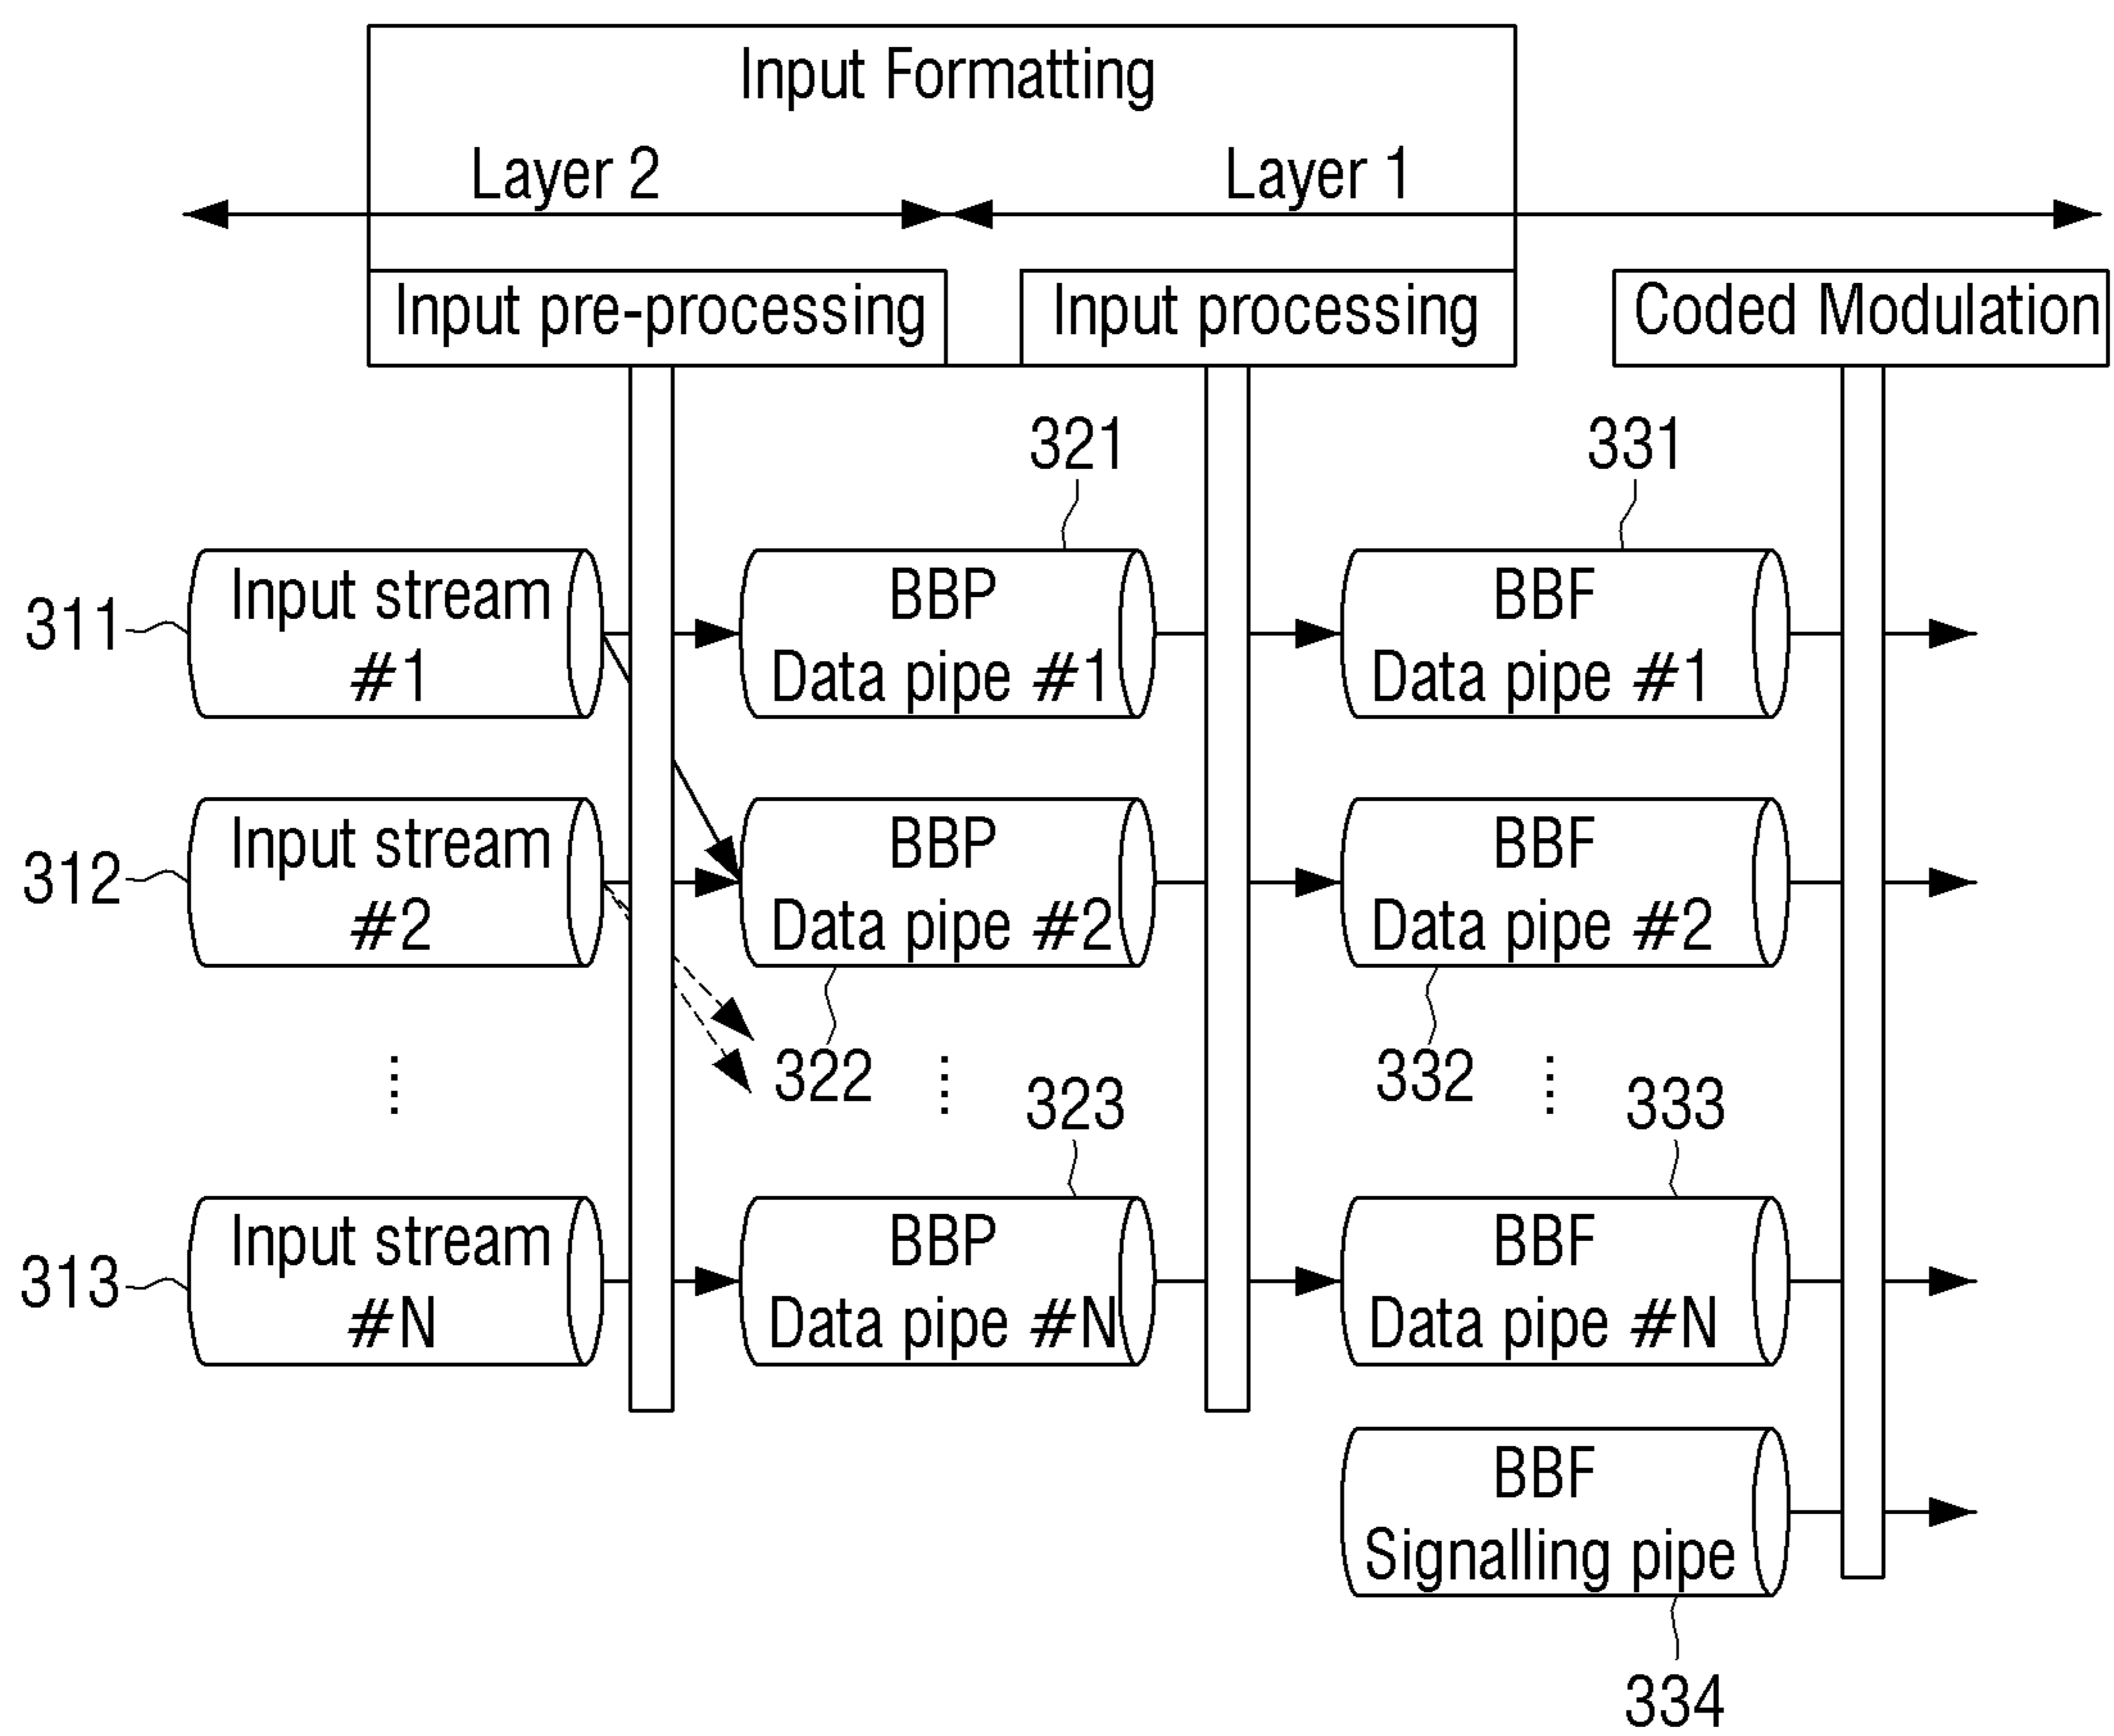 Input Formatting
Layer 2
Layer 1
Input pre-processing
Input processing
Coded Modulation
321
331
311
Input stream
#1
BBP
Data pipe #1
BBF
Data pipe #1
312
Input stream
#2
BBP
Data pipe #2
BBF
Data pipe #2
322
332
323
333
313
Input stream
#N
BBP
Data pipe #N
BBF
Data pipe #N
BBF
Signalling pipe
334